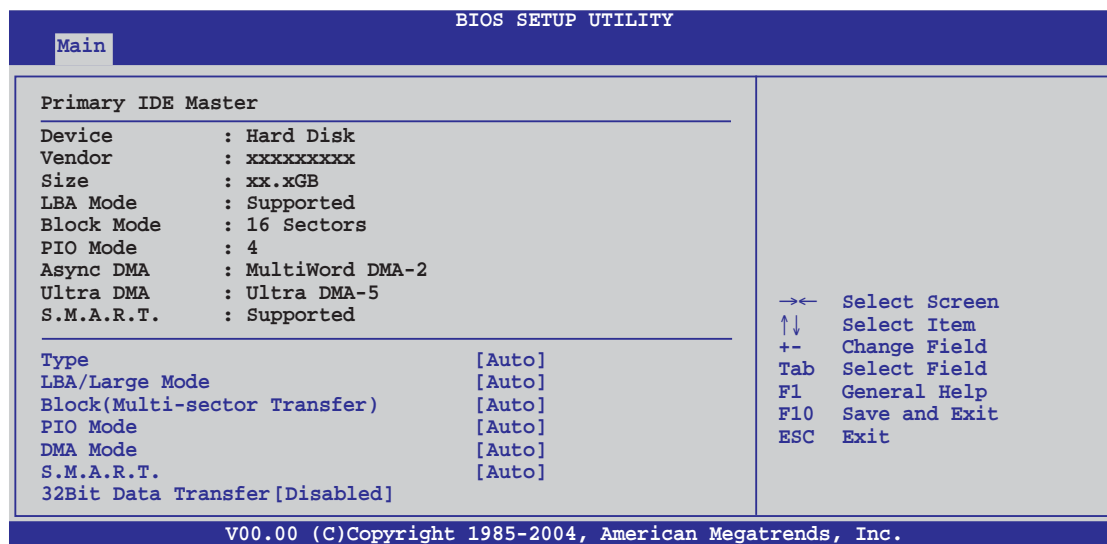 BIOS SETUP UTILITY
Main
Primary IDE Master
Device : Hard Disk
Vendor : xxxxxxxxx
Size : xx.xGB
LBA Mode : Supported
Block Mode : 16 Sectors
PIO Mode : 4
Async DMA : MultiWord DMA-2
Ultra DMA : Ultra DMA-5
S.M.A.R.T. : Supported
Type [Auto]
LBA/Large Mode [Auto]
Block(Multi-sector Transfer) [Auto]
PIO Mode [Auto]
DMA Mode [Auto]
S.M.A.R.T. [Auto]
32Bit Data Transfer[Disabled]
→← Select Screen
↑↓ Select Item
+- Change Field
Tab Select Field
F1 General Help
F10 Save and Exit
ESC Exit
V00.00 (C)Copyright 1985-2004, American Megatrends, Inc.